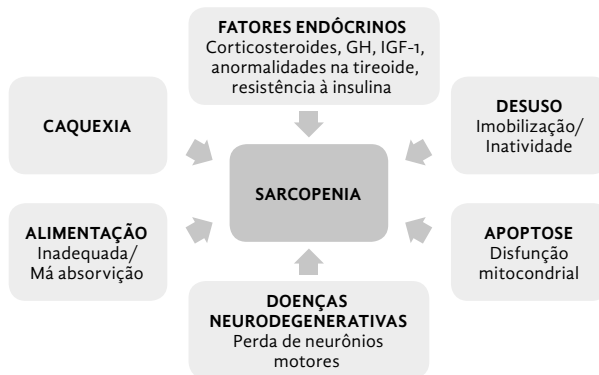 FATORES ENDÓCRINOS
Corticosteroides, GH, IGF-1,
anormalidades na tireoide,
resistência à insulina
CAQUEXIA
DESUSO
Imobilização/
Inatividade
SARCOPENIA
ALIMENTAÇÃO
Inadequada/
Má absorvição
APOPTOSE
Disfunção
mitocondrial
DOENÇAS
NEURODEGENERATIVAS
Perda de neurônios
motores